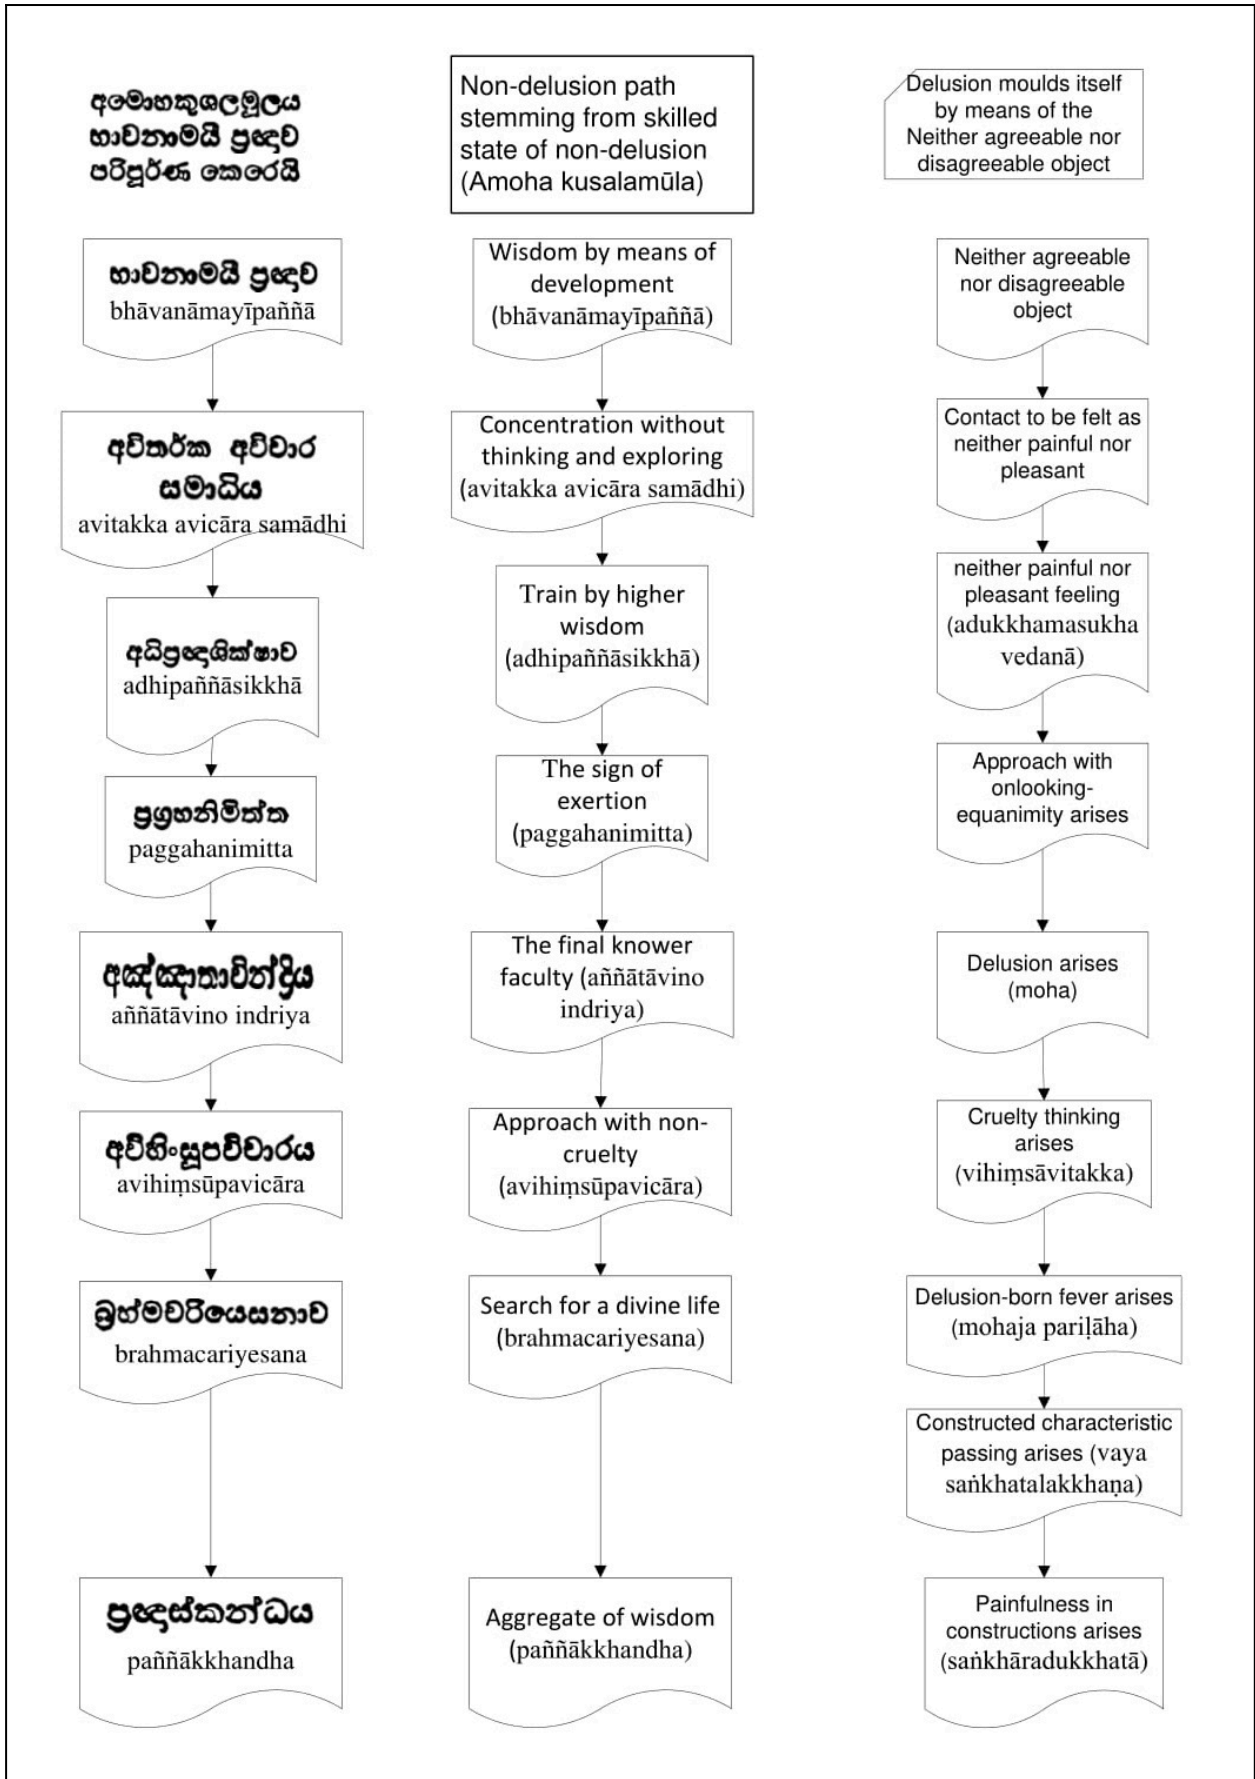 අමොහකුශලමූලය
භාවනාමයී ප්‍රඥාව
පරිපූර්ණ කෙරෙයි
භාවනාමයී ප්‍රඥාව
bhāvanāmayīpaññā
අවිතර්ක අවිචාර
සමාධිය
avitakka avicāra samādhi
අධිප්‍රඥාශික්ෂාව
adhipaññāsikkhā
ප්‍රග්‍රහනිමිත්ත
paggahanimitta
අඤ්ඤාතාවින්ද්‍රිය
aññātāvino indriya
අවිහිංසූපවිචාරය
avihiṃsūpavicāra
බ්‍රහ්මචරියෙසනාව
brahmacariyesana
ප්‍රඥාස්කන්ධය
paññākkhandha
Non-delusion path
stemming from skilled
state of non-delusion
(Amoha kusalamūla)
Wisdom by means of
development
(bhāvanāmayīpaññā)
Concentration without
thinking and exploring
(avitakka avicāra samādhi)
Train by higher
wisdom
(adhipaññāsikkhā)
The sign of
exertion
(paggahanimitta)
The final knower
faculty (aññātāvino
indriya)
Approach with non-
cruelty
(avihiṃsūpavicāra)
Search for a divine life
(brahmacariyesana)
Aggregate of wisdom
(paññākkhandha)
Delusion moulds itself
by means of the
Neither agreeable nor
disagreeable object
Neither agreeable
nor disagreeable
object
Contact to be felt as
neither painful nor
pleasant
neither painful nor
pleasant feeling
(adukkhamasukha
vedanā)
Approach with
onlooking-
equanimity arises
Delusion arises
(moha)
Cruelty thinking
arises
(vihiṃsāvitakka)
Delusion-born fever arises
(mohaja pariḷāha)
Constructed characteristic
passing arises (vaya
saṅkhatalakkhaṇa)
Painfulness in
constructions arises
(saṅkhāradukkhatā)